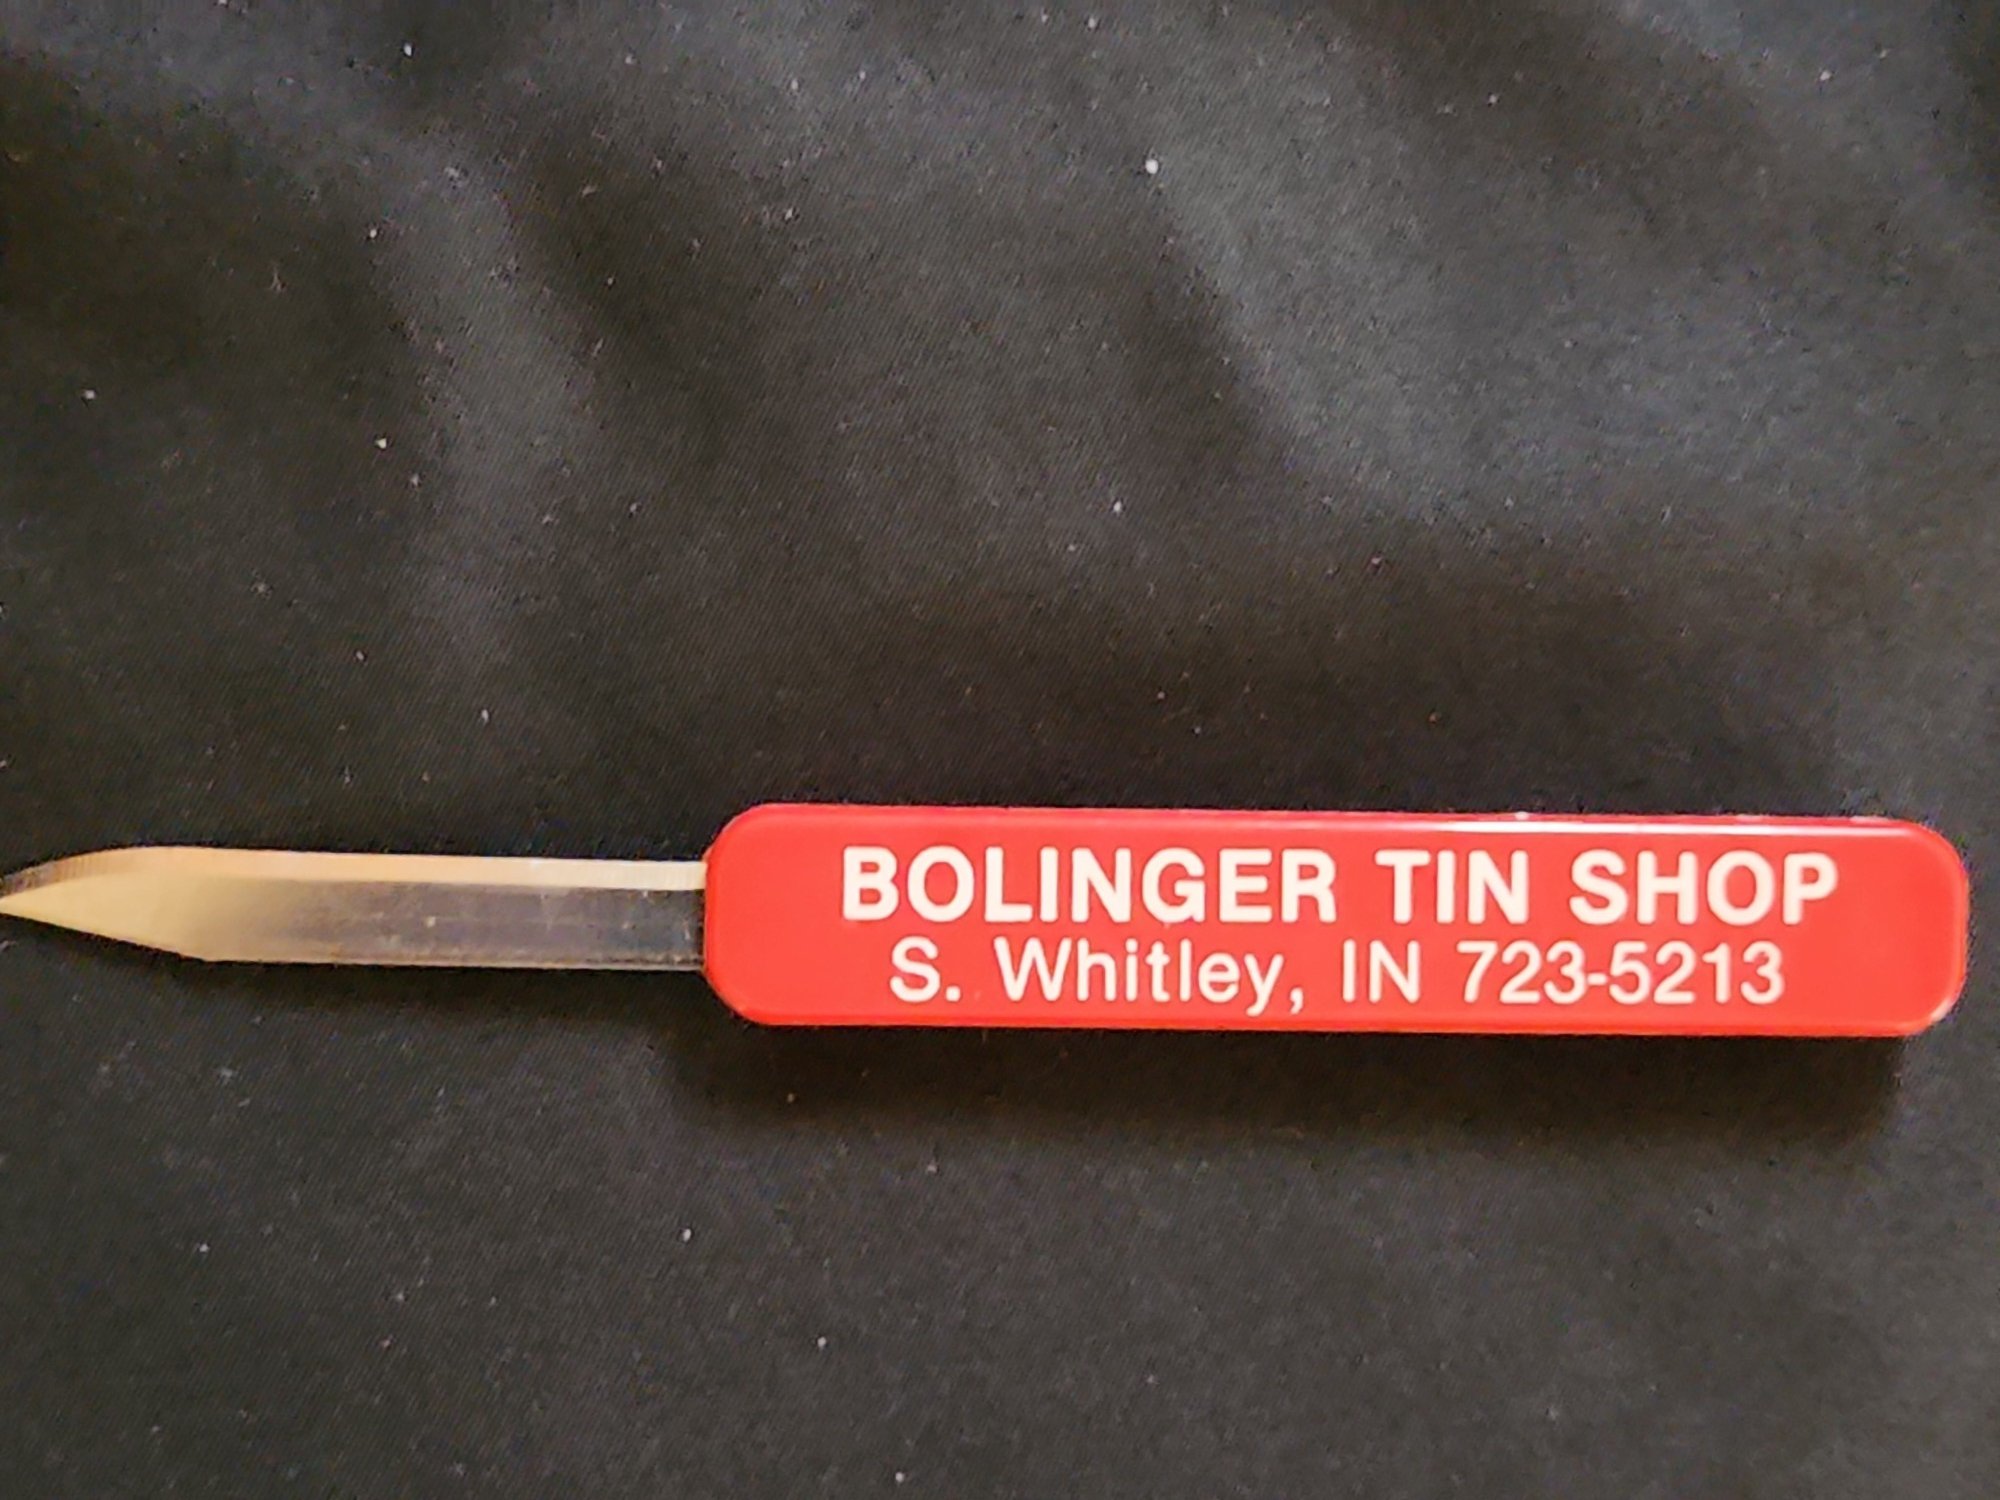 BOLINGER TIN SHOP
S. Whitley, IN 723-5213